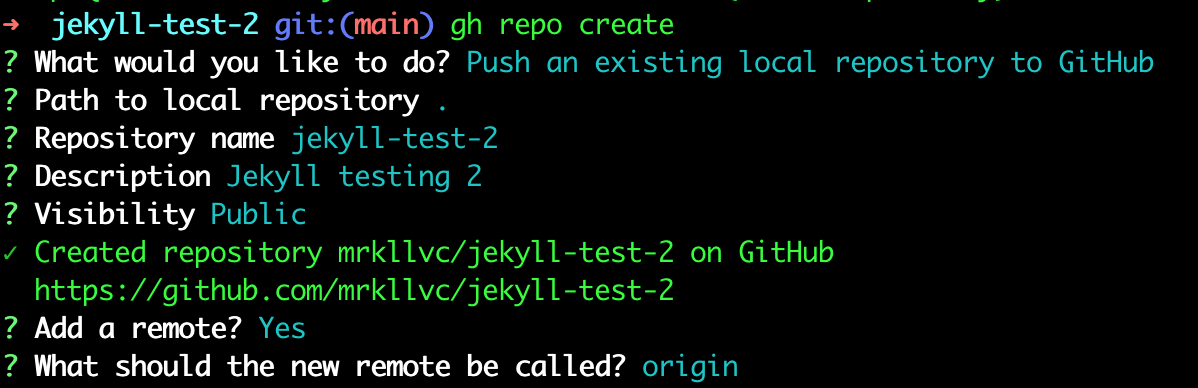 ➜ jekyll-test-2 git:(main) gh repo create
? What would you like to do? Push an existing local repository to GitHub
? Path to local repository .
? Repository name jekyll-test-2
? Description Jekyll testing 2
? Visibility Public
✓ Created repository mrkllvc/jekyll-test-2 on GitHub
https://github.com/mrkllvc/jekyll-test-2
? Add a remote? Yes
? What should the new remote be called? origin